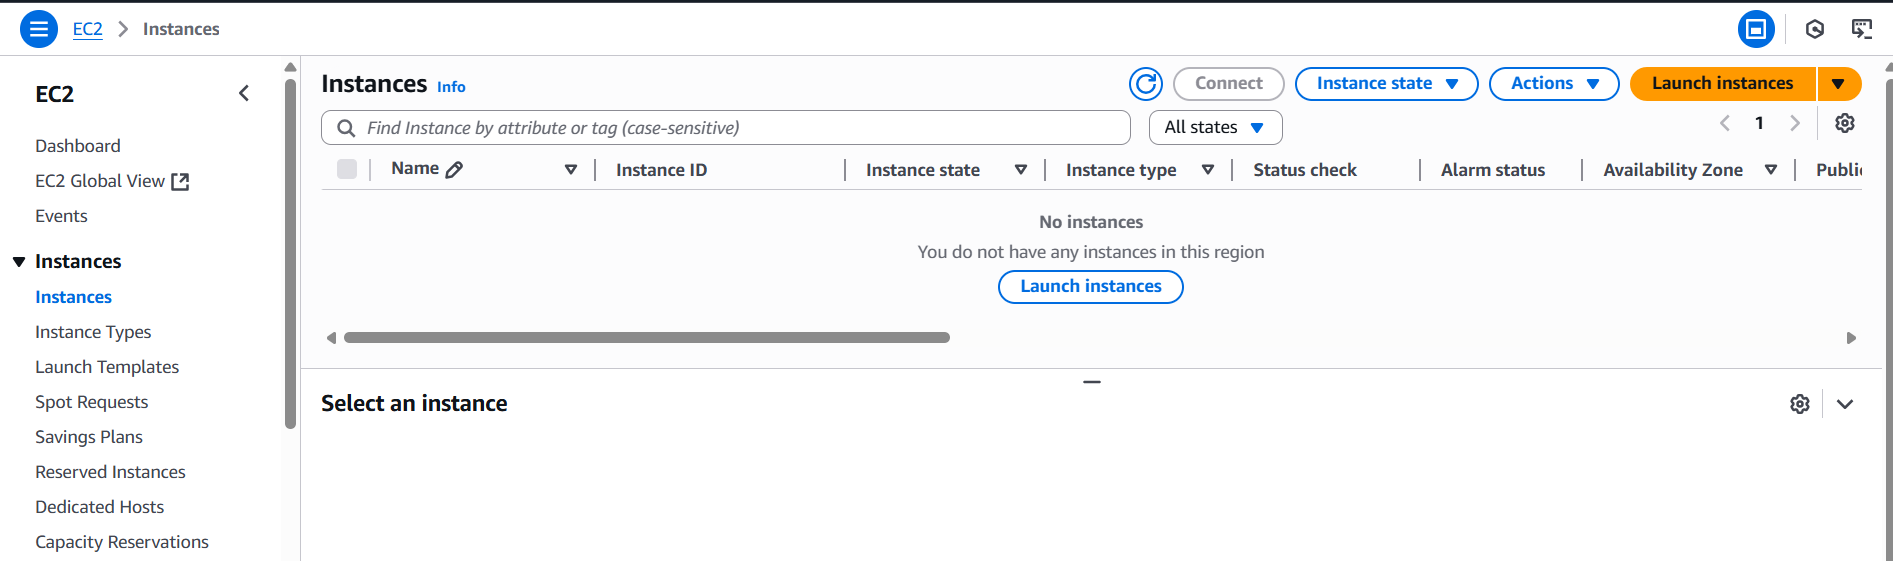 EC2 > Instances
EC2
Dashboard
EC2 Global View
Events
Instances
Instances
Instance Types
Launch Templates
Spot Requests
Savings Plans
Reserved Instances
Dedicated Hosts
Capacity Reservations
Instances Info
Connect
Instance state
Actions
Launch instances
Find Instance by attribute or tag (case-sensitive)
All states
1
Name Instance ID Instance state Instance type Status check Alarm status Availability Zone
No instances
You do not have any instances in this region
Launch instances
Select an instance